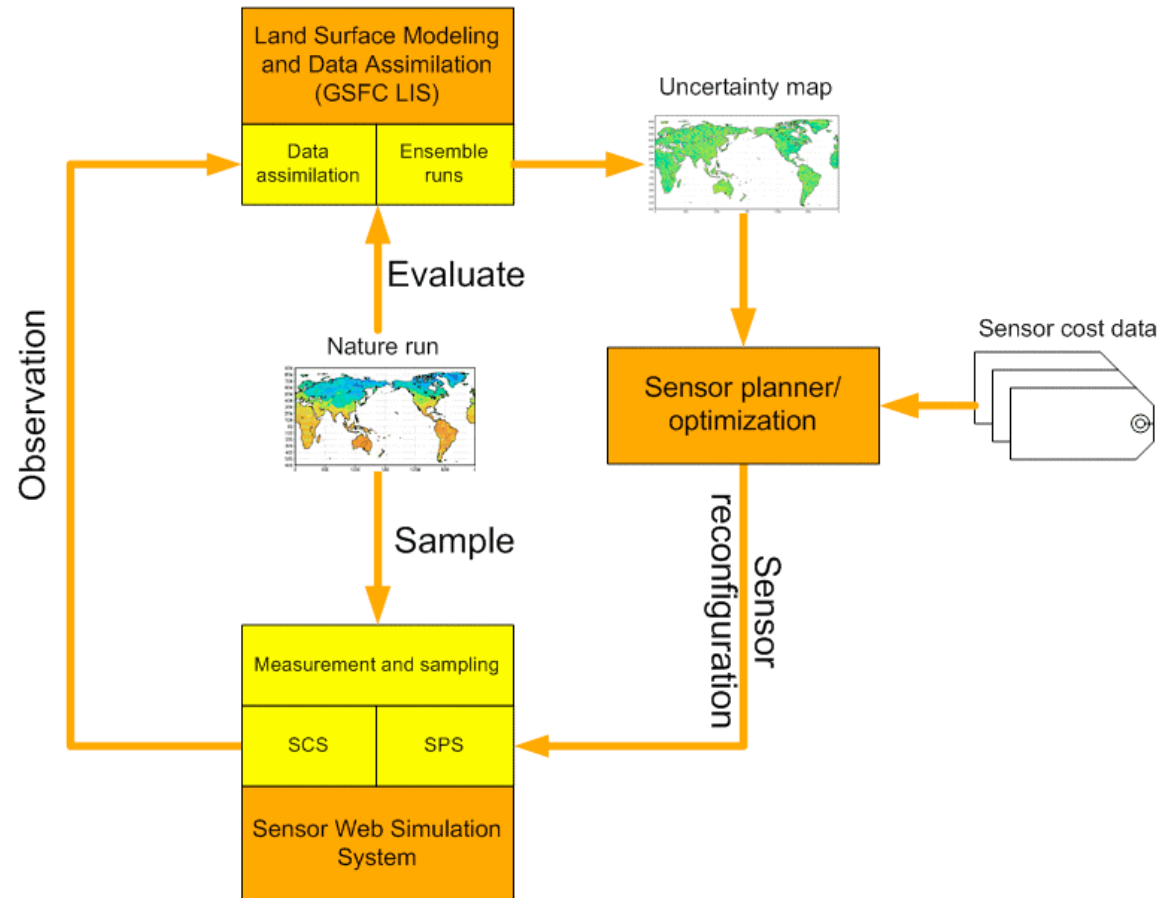 Land Surface Modeling
and Data Assimilation
(GSFC LIS)
Data
assimilation
Ensemble
runs
Uncertainty map
Evaluate
Nature run
Sensor cost data
Sensor planner/
optimization
Observation
Sample
Sensor
reconfiguration
Measurement and sampling
SCS
SPS
Sensor Web Simulation
System